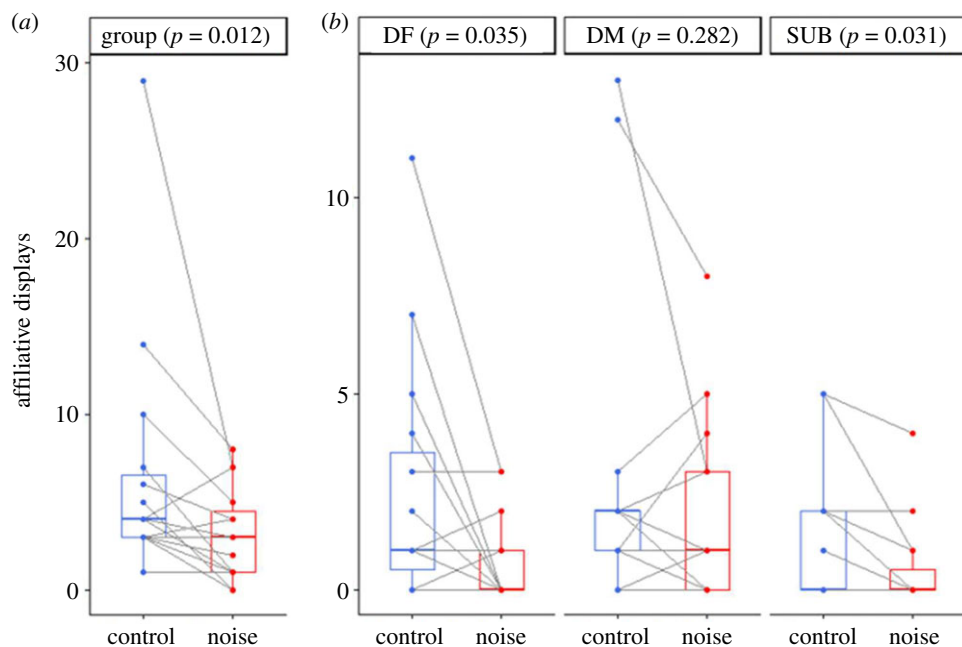 (a)
group (p = 0.012)
(b)
DF (p = 0.035)
DM (p = 0.282)
SUB (p = 0.031)
affiliative displays
30
20
10
0
10
5
0
control noise
control noise
control noise
control noise